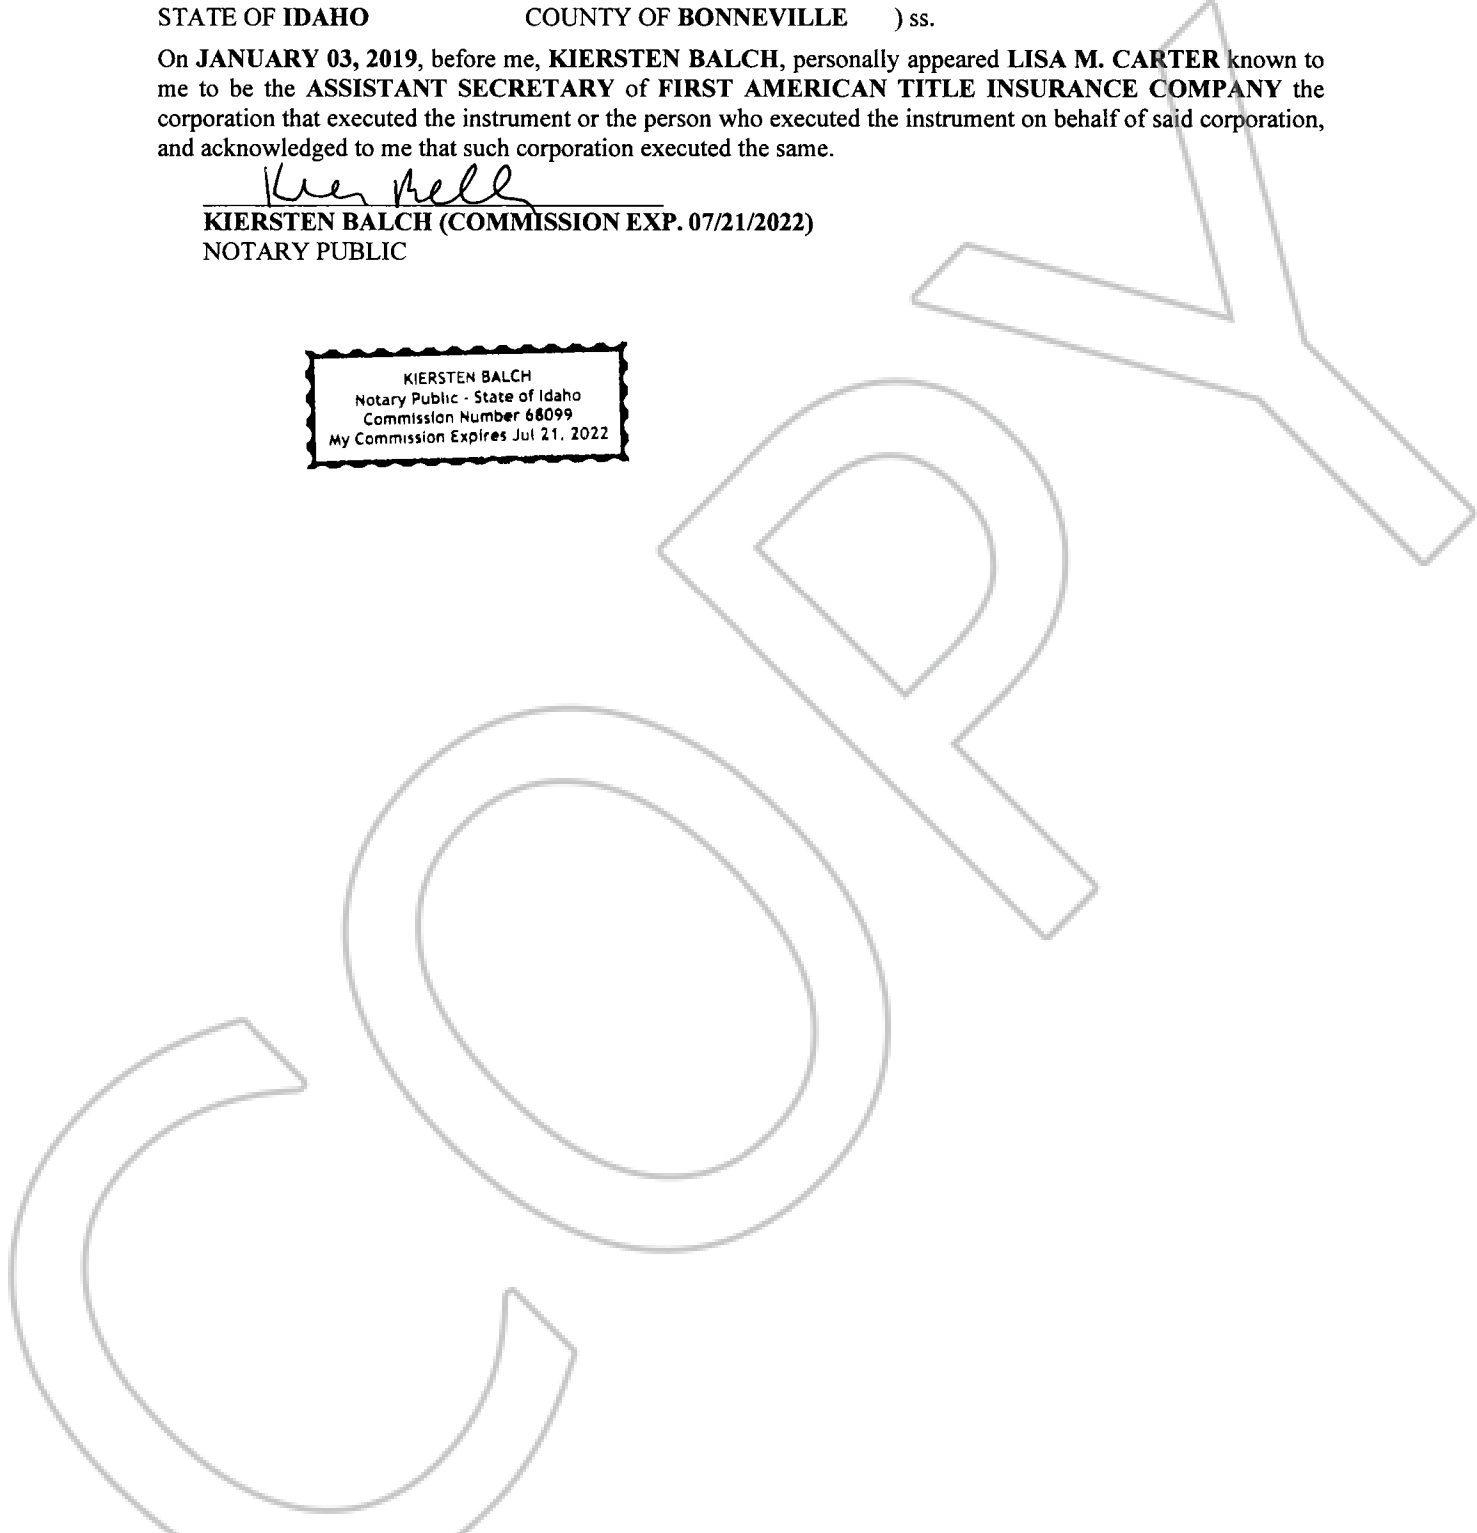 STATE OF IDAHO COUNTY OF BONNEVILLE ) ss.
On JANUARY 03, 2019, before me, KIERSTEN BALCH, personally appeared LISA M. CARTER known to
me to be the ASSISTANT SECRETARY of FIRST AMERICAN TITLE INSURANCE COMPANY the
corporation that executed the instrument or the person who executed the instrument on behalf of said corporation,
and acknowledged to me that such corporation executed the same.
KIERSTEN BALCH (COMMISSION EXP. 07/21/2022)
NOTARY PUBLIC
KIERSTEN BALCH
Notary Public - State of Idaho
Commission Number 68099
My Commission Expires Jul 21, 2022
COPY